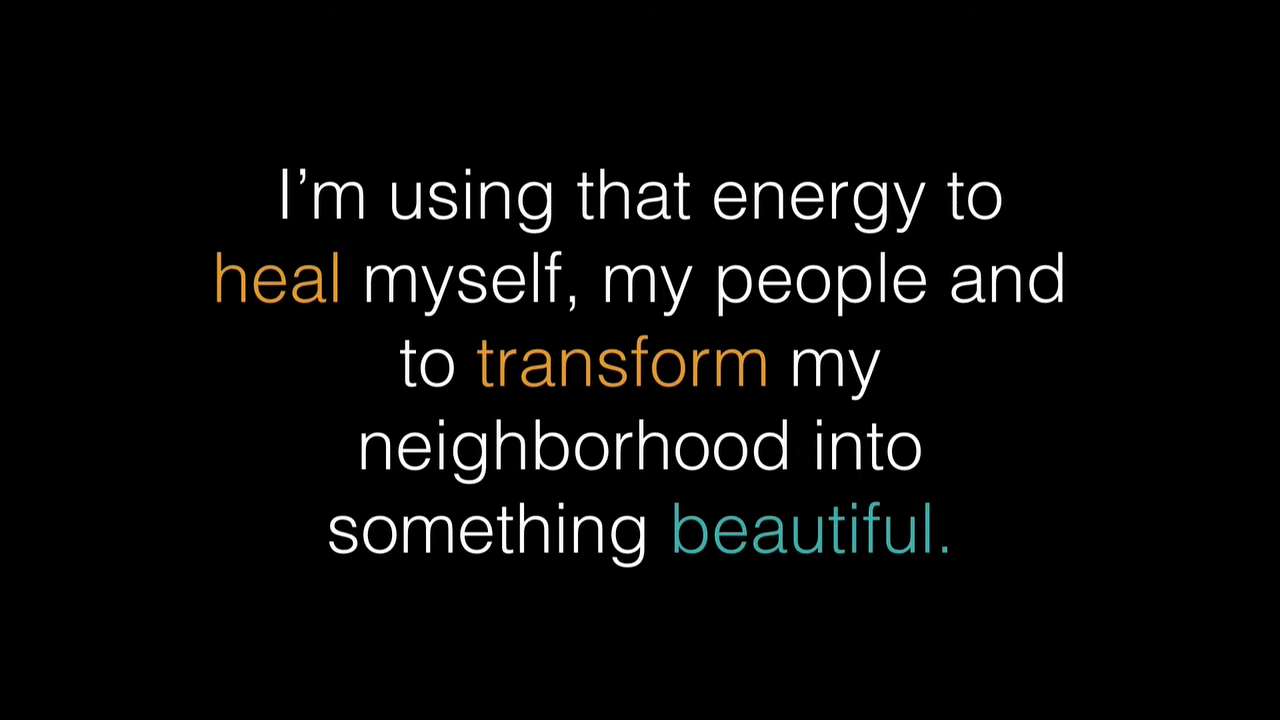 I’m using that energy to
heal myself, my people and
to transform my
neighborhood into
something beautiful.